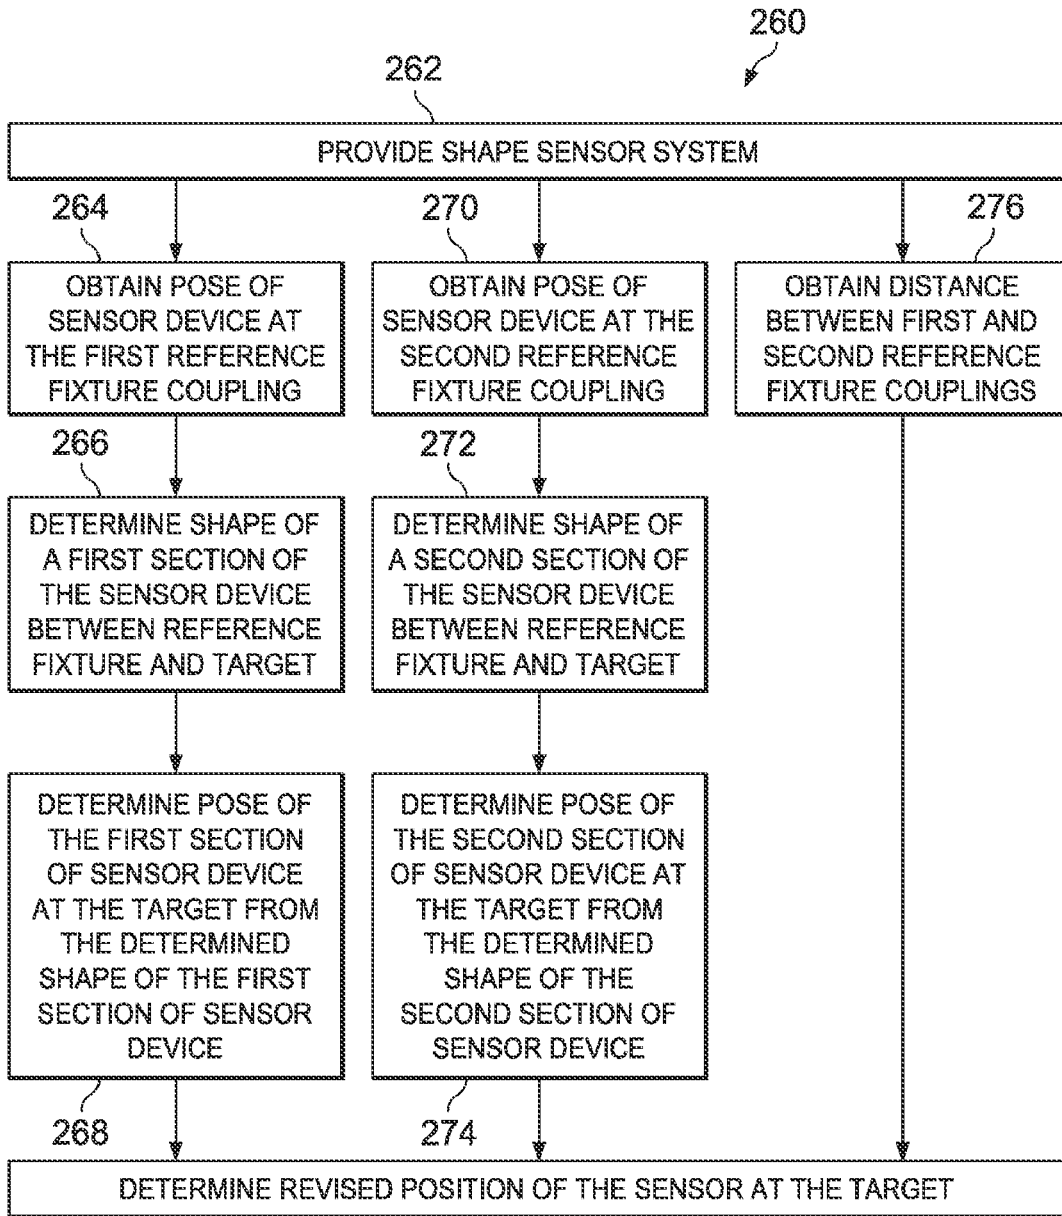 260
262
PROVIDE SHAPE SENSOR SYSTEM
264
270
276
OBTAIN POSE OF
SENSOR DEVICE AT
THE FIRST REFERENCE
FIXTURE COUPLING
OBTAIN POSE OF
SENSOR DEVICE AT THE
SECOND REFERENCE
FIXTURE COUPLING
OBTAIN DISTANCE
BETWEEN FIRST AND
SECOND REFERENCE
FIXTURE COUPLINGS
266
272
DETERMINE SHAPE OF
A FIRST SECTION OF
THE SENSOR DEVICE
BETWEEN REFERENCE
FIXTURE AND TARGET
DETERMINE SHAPE OF
A SECOND SECTION OF
THE SENSOR DEVICE
BETWEEN REFERENCE
FIXTURE AND TARGET
DETERMINE POSE OF
THE FIRST SECTION
OF SENSOR DEVICE
AT THE TARGET FROM
THE DETERMINED
SHAPE OF THE FIRST
SECTION OF SENSOR
DEVICE
DETERMINE POSE OF
THE SECOND SECTION
OF SENSOR DEVICE AT
THE TARGET FROM
THE DETERMINED
SHAPE OF THE
SECOND SECTION OF
SENSOR DEVICE
268
274
DETERMINE REVISED POSITION OF THE SENSOR AT THE TARGET